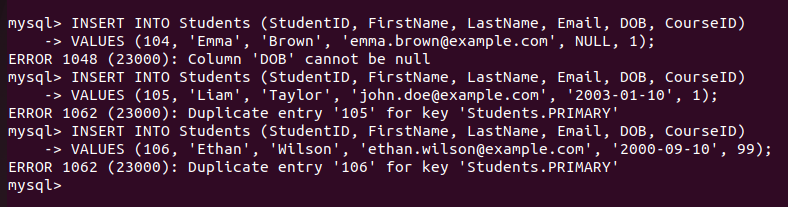 mysql> INSERT INTO Students (StudentID, FirstName, LastName, Email, DOB, CourseID)
    -> VALUES (104, 'Emma', 'Brown', 'emma.brown@example.com', NULL, 1);
ERROR 1048 (23000): Column 'DOB' cannot be null
mysql> INSERT INTO Students (StudentID, FirstName, LastName, Email, DOB, CourseID)
    -> VALUES (105, 'Liam', 'Taylor', 'john.doe@example.com', '2003-01-10', 1);
ERROR 1062 (23000): Duplicate entry '105' for key 'Students.PRIMARY'
mysql> INSERT INTO Students (StudentID, FirstName, LastName, Email, DOB, CourseID)
    -> VALUES (106, 'Ethan', 'Wilson', 'ethan.wilson@example.com', '2000-09-10', 99);
ERROR 1062 (23000): Duplicate entry '106' for key 'Students.PRIMARY'
mysql>